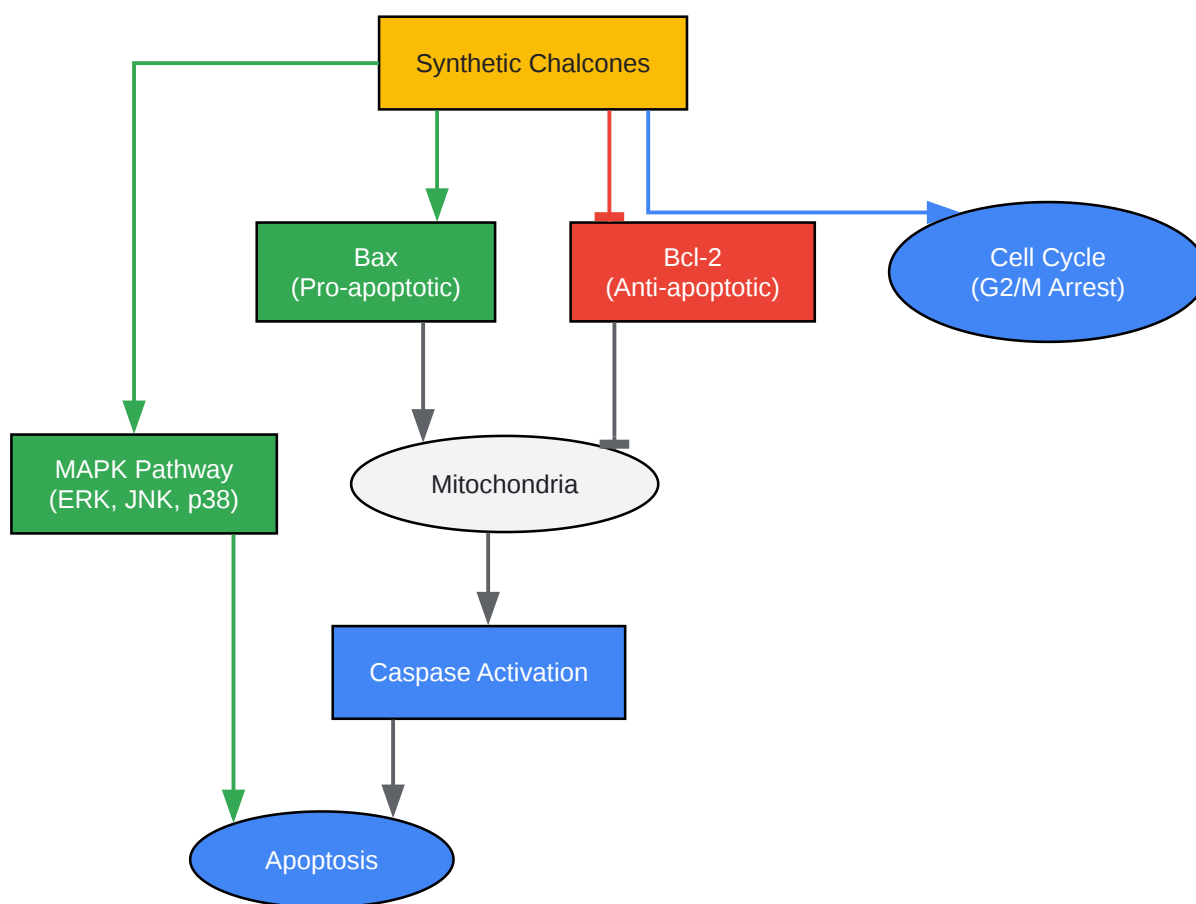 Synthetic Chalcones
Bax
(Pro-apoptotic)
Bcl-2
(Anti-apoptotic)
Cell Cycle
(G2/M Arrest)
MAPK Pathway
(ERK, JNK, p38)
Mitochondria
Caspase Activation
Apoptosis